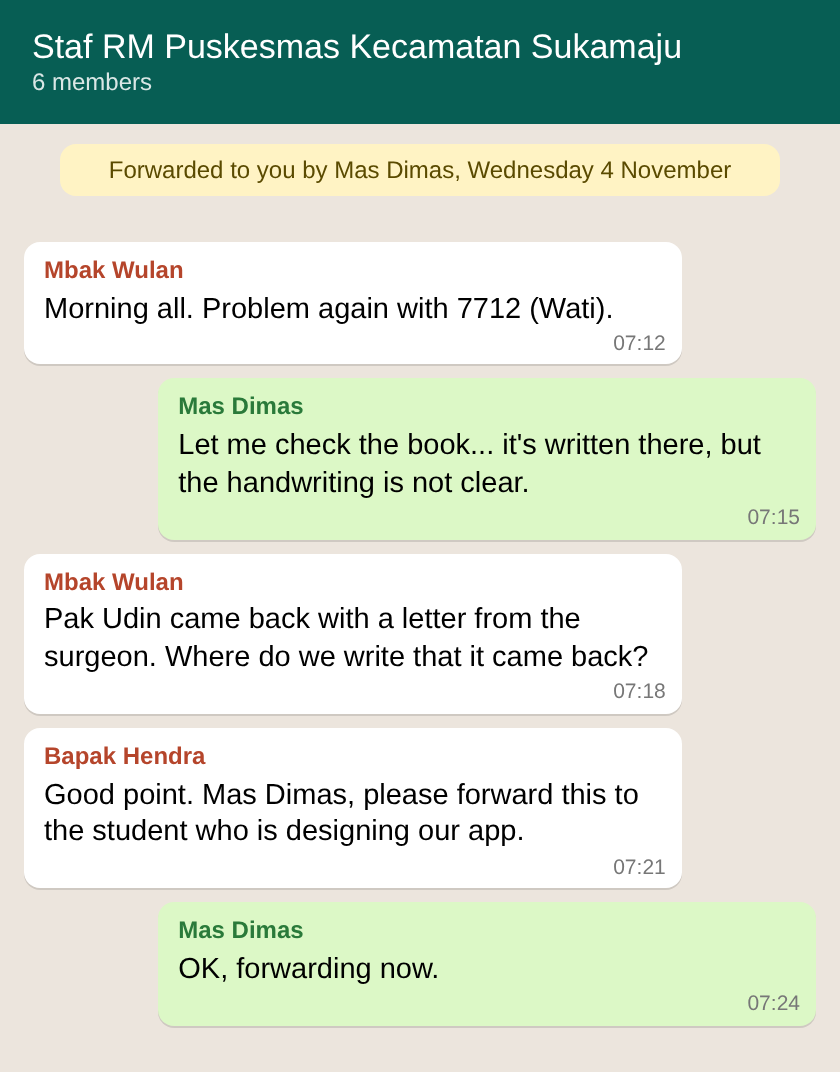 Staf RM Puskesmas Kecamatan Sukamaju
6 members
Forwarded to you by Mas Dimas, Wednesday 4 November
Mbak Wulan
Morning all. Problem again with 7712 (Wati).
07:12
Mas Dimas
Let me check the book... it's written there, but
the handwriting is not clear.
07:15
Mbak Wulan
Pak Udin came back with a letter from the
surgeon. Where do we write that it came back?
07:18
Bapak Hendra
Good point. Mas Dimas, please forward this to
the student who is designing our app.
07:21
Mas Dimas
OK, forwarding now.
07:24